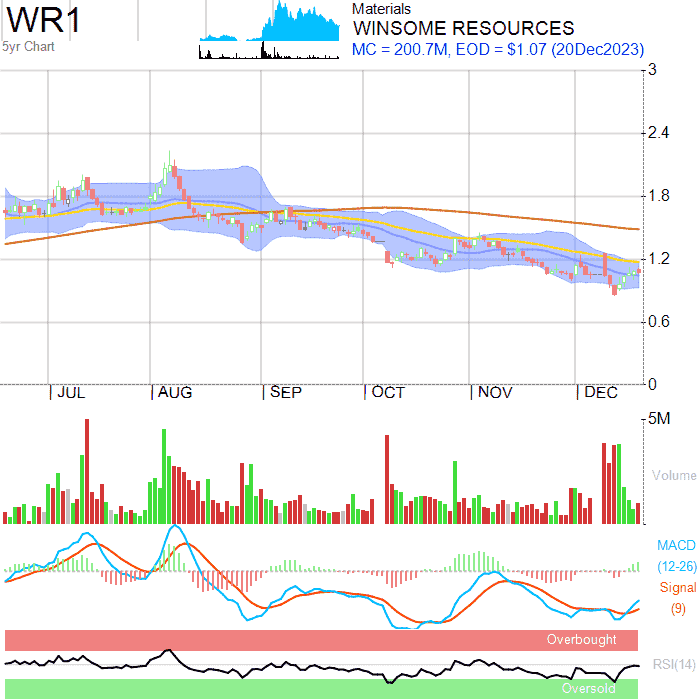 WR1
5yr Chart
Materials
WINSOME RESOURCES
MC = 200.7M, EOD = $1.07 (20Dec2023)
3
2.4
1.8
1.2
0.6
0
JUL AUG SEP OCT NOV DEC
5M
Volume
MACD
(12-26)
Signal
(9)
Overbought
RSI(14)
Oversold